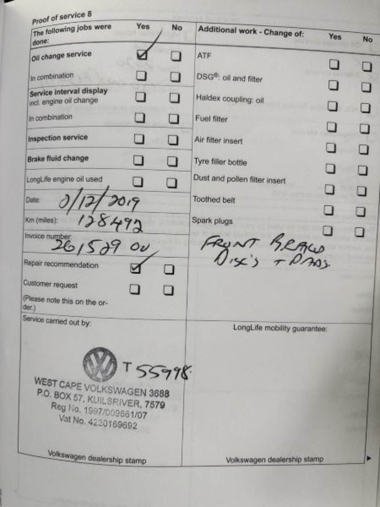 Proof of service 8
The following jobs were done: Yes No
Oil change service
In combination
Service interval display
incl. engine oil change
In combination
Inspection service
Brake fluid change
LongLife engine oil used
Date: 2/12/2019
Km (miles): 128492
Invoice number: 261529 OU
Repair recommendation
Customer request
(Please note this on the or-
der.)
Additional work - Change of: Yes No
ATF
DSG®: oil and filter
Haldex coupling: oil
Fuel filter
Air filter insert
Tyre filler bottle
Dust and pollen filter insert
Toothed belt
Spark plugs
FRONT BRAKE
DISC'S + PADS.
Service carried out by:
T 55998
WEST CAPE VOLKSWAGEN 3688
P.O. BOX 57, KUILSRIVER, 7579
Reg No. 1997/009661/07
Vat No. 4230169692
Volkswagen dealership stamp
LongLife mobility guarantee:
Volkswagen dealership stamp